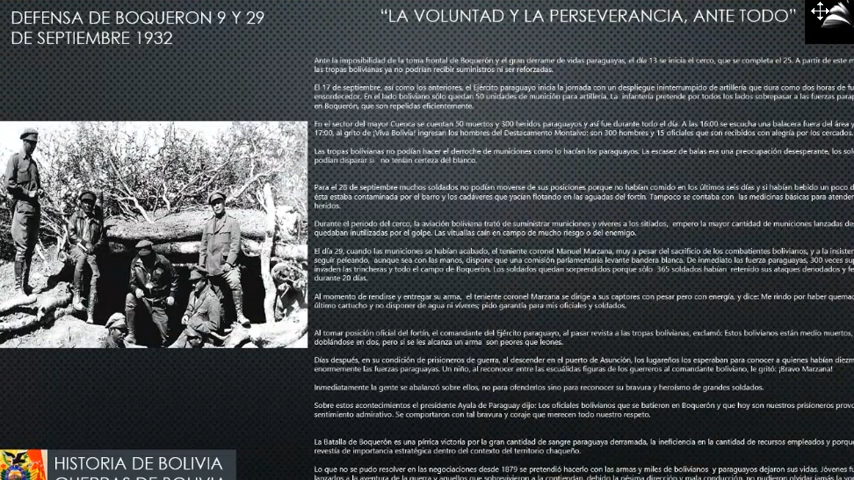 DEFENSA DE BOQUERON 9 Y 29
DE SEPTIEMBRE 1932
“LA VOLUNTAD Y LA PERSEVERANCIA, ANTE TODO”
Ante la imposibilidad de la toma frontal de Boquerón y el gran derrame de vidas paraguayas, el día 13 se inicia el cerco, que se completa el 25. A partir de este
las tropas bolivianas ya no podrían recibir suministros ni ser reforzadas.
El 17 de septiembre, así como los anteriores, el Ejército paraguayo inicia la jornada con un despliegue ininterrumpido de artillería que dura como dos horas de
ensordecedor. En el lado boliviano sólo quedan 50 unidades de munición para artillería. La infantería pretende por todos los lados sobrepasar a las fuerzas
en Boquerón, que son repelidas eficientemente.
En el sector del mayor Cuenca se cuentan 50 muertos y 300 heridos paraguayos y así fue durante todo el día. A las 16:00 se escucha una balacera fuera del área y
17:00, al grito de ¡Viva Bolivia! ingresan los hombres del Destacamento Montalvo: son 300 hombres y 15 oficiales que son recibidos con alegría por los cercados.
Las tropas bolivianas no podían hacer el derroche de municiones como lo hacían los paraguayos. La escasez de balas era una preocupación desesperante, los
podían disparar si no tenían certeza del blanco.
Para el 28 de septiembre muchos soldados no podían moverse de sus posiciones porque no habían comido en los últimos seis días y si habían bebido un poco
ésta estaba contaminada por el barro y los cadáveres que yacían flotando en las aguadas del fortín. Tampoco se contaba con las medicinas básicas para
heridos.
Durante el periodo del cerco, la aviación boliviana trató de suministrar municiones y víveres a los sitiados, empero la mayor cantidad de municiones lanzadas
quedaban inutilizadas por el golpe. Las vituallas caín en campo de mucho riesgo o del enemigo.
El día 29, cuando las municiones se habían acabado, el teniente coronel Manuel Marzana, muy a pesar del sacrificio de los combatientes bolivianos, y a la
seguir peleando, aunque sea con las manos, dispone que una comisión parlamentaria levante bandera blanca. De inmediato las fuerza paraguayas, 300 veces
invaden las trincheras y todo el campo de Boquerón. Los soldados quedan sorprendidos porque sólo 365 soldados habían retenido sus ataques denodados y
durante 20 días.
Al momento de rendirse y entregar su arma, el teniente coronel Marzana se dirige a sus captores con pesar pero con energía, y dice: Me rindo por haber
último cartucho y no disponer de agua ni víveres; pido garantía para mis oficiales y soldados.
Al tomar posición oficial del fortín, el comandante del Ejército paraguayo, al pasar revista a las tropas bolivianas, exclamó: Estos bolivianos están medio muertos,
doblándose en dos, pero si se les alcanza un arma son peores que leones.
Días después, en su condición de prisioneros de guerra, al descender en el puerto de Asunción, los lugareños los esperaban para conocer a quienes habían
enormemente las fuerzas paraguayas. Un niño, al reconocer entre las escuálidas figuras de los guerreros al comandante boliviano, le gritó: ¡Bravo Marzana!
Inmediatamente la gente se abalanzó sobre ellos, no para ofenderlos sino para reconocer su bravura y heroísmo de grandes soldados.
Sobre estos acontecimientos el presidente Ayala de Paraguay dijo: Los oficiales bolivianos que se batieron en Boquerón y que hoy son nuestros prisioneros
sentimiento admirativo. Se comportaron con tal bravura y coraje que merecen todo nuestro respeto.
La Batalla de Boquerón es una pírrica victoria por la gran cantidad de sangre paraguaya derramada, la ineficiencia en la cantidad de recursos empleados y
revestía de importancia estratégica dentro del contexto del territorio chaqueño.
Lo que no se pudo resolver en las negociaciones desde 1879 se pretendió hacerlo con las armas y miles de bolivianos y paraguayos dejaron sus vidas. Jóvenes
HISTORIA DE BOLIVIA
GUERRAS DE BOLIVIA